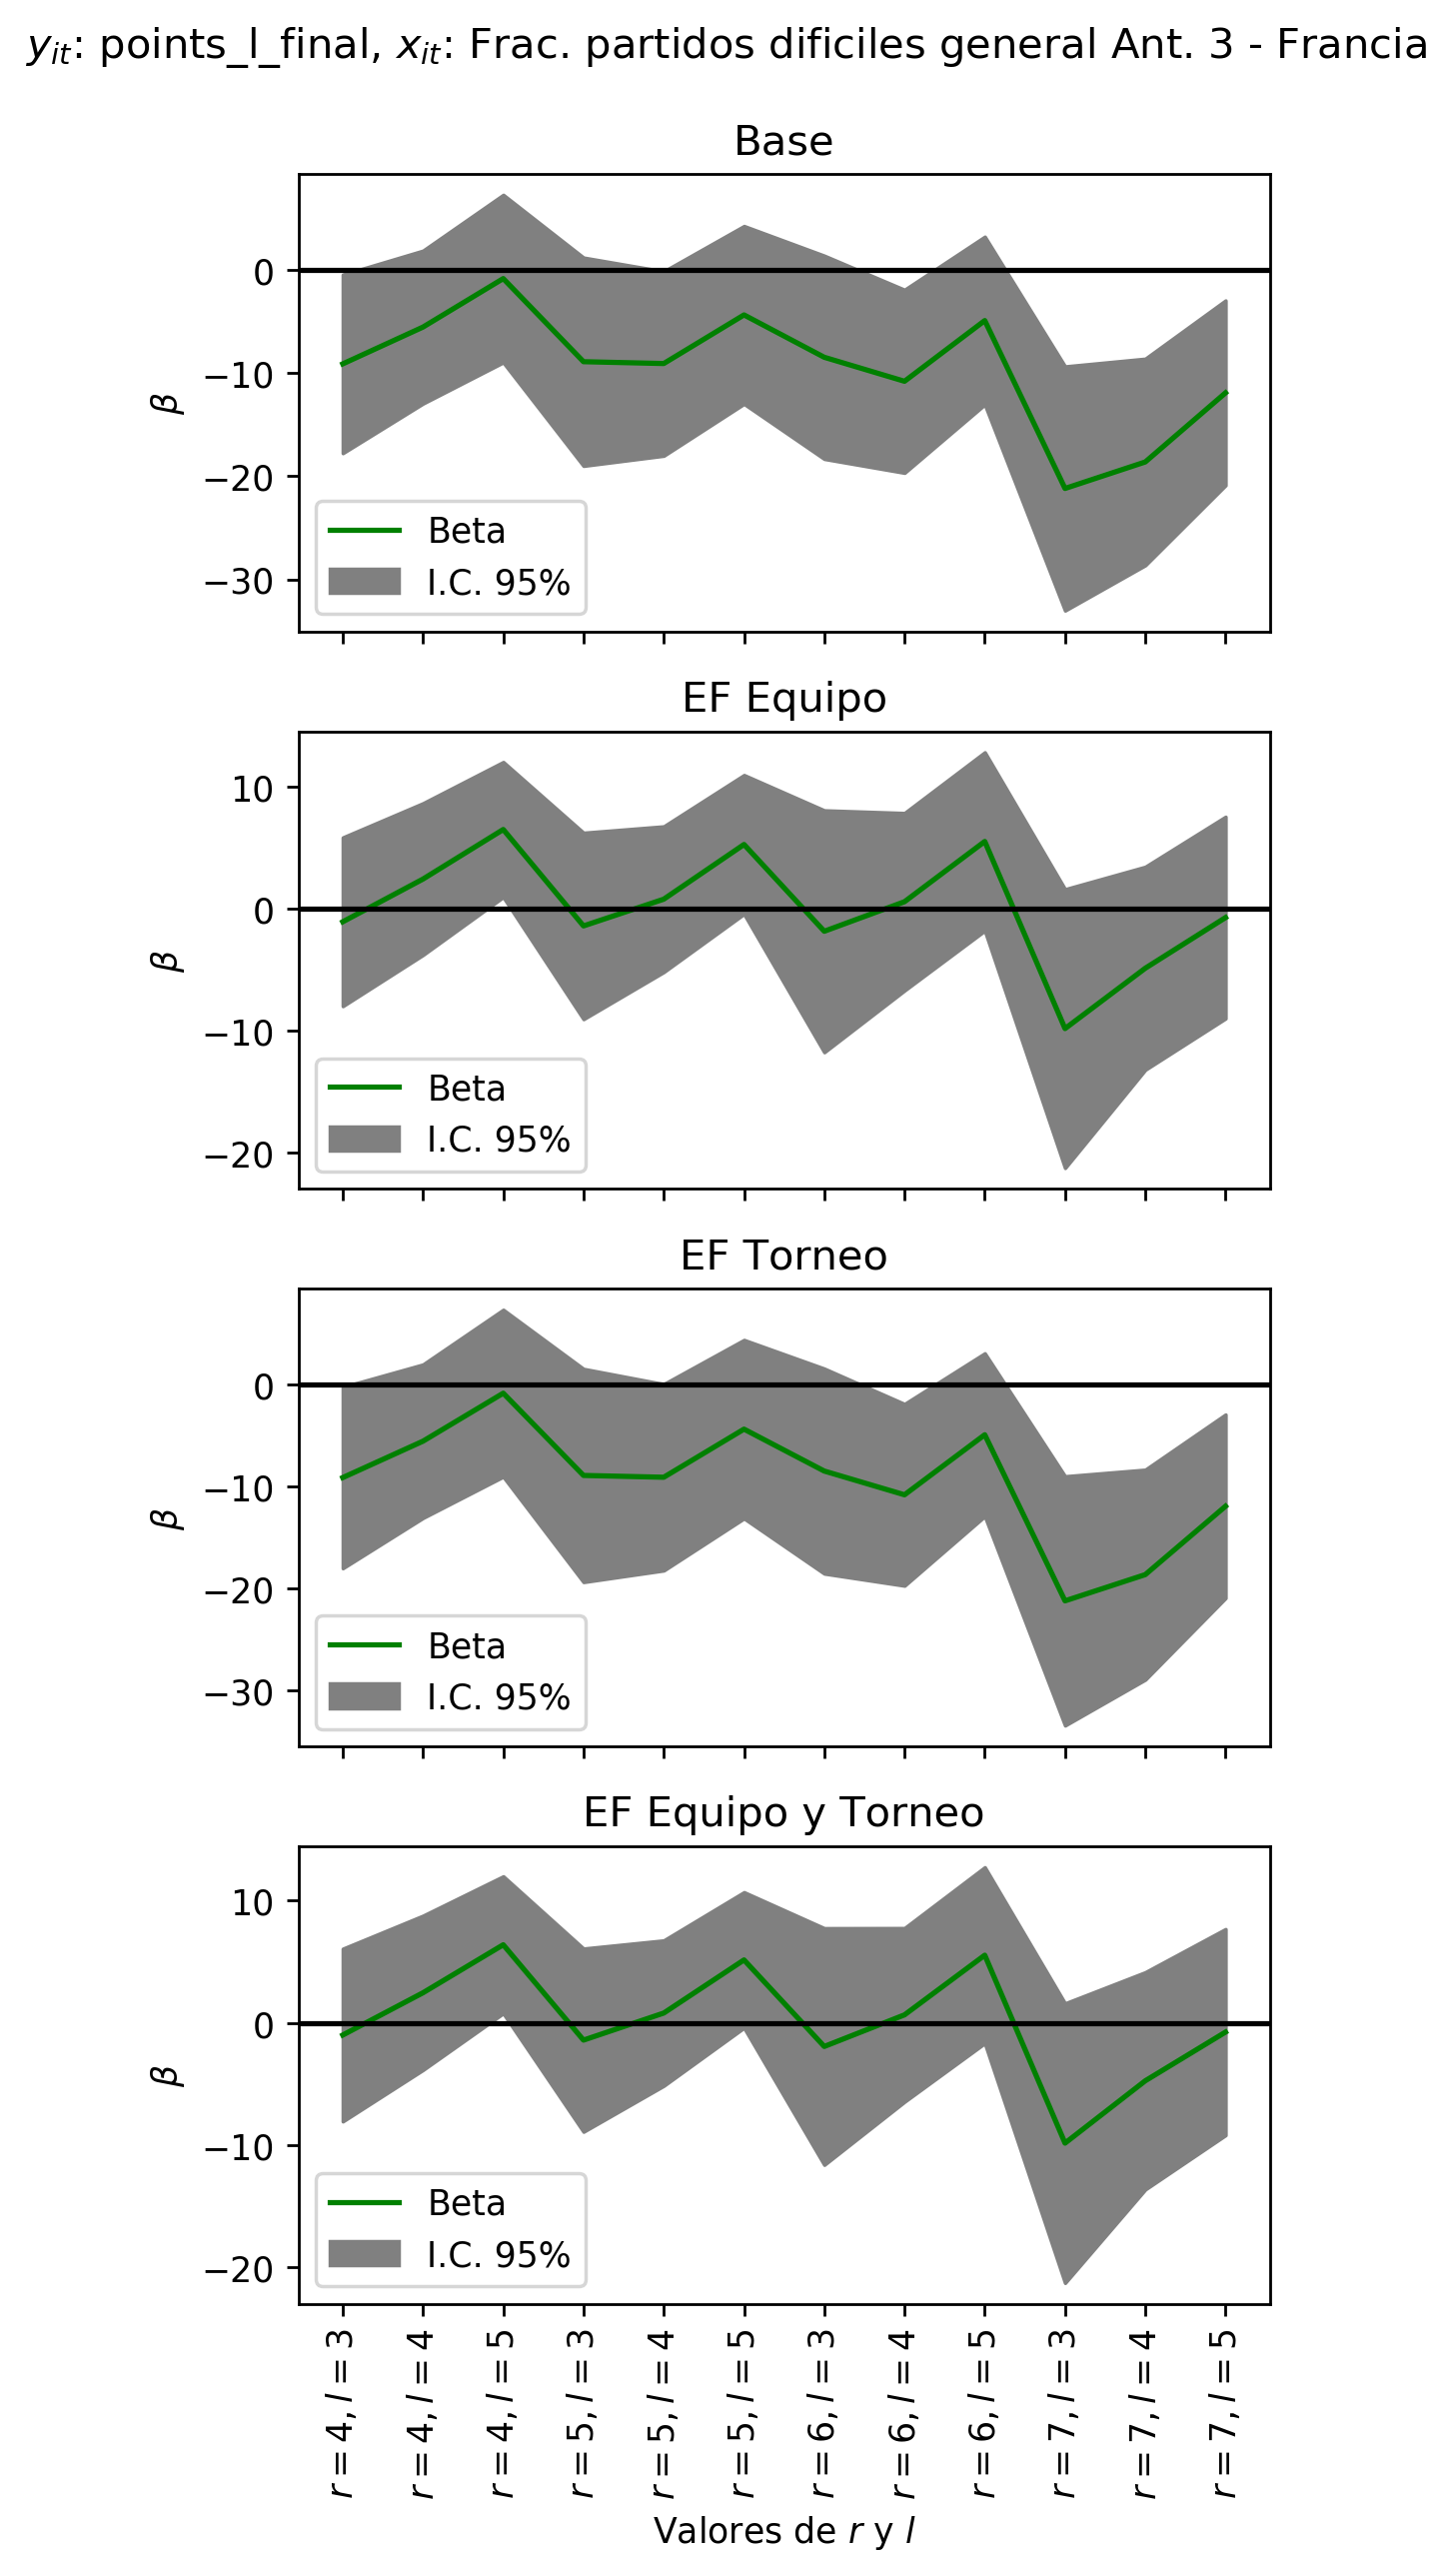 y_it: points_l_final, x_it: Frac. partidos dificiles general Ant. 3 - Francia
Base
0
−10
−20
−30
β
Beta
I.C. 95%
EF Equipo
10
0
−10
−20
β
Beta
I.C. 95%
EF Torneo
0
−10
−20
−30
β
Beta
I.C. 95%
EF Equipo y Torneo
10
0
−10
−20
β
Beta
I.C. 95%
r = 4, l = 3
r = 4, l = 4
r = 4, l = 5
r = 5, l = 3
r = 5, l = 4
r = 5, l = 5
r = 6, l = 3
r = 6, l = 4
r = 6, l = 5
r = 7, l = 3
r = 7, l = 4
r = 7, l = 5
Valores de r y l